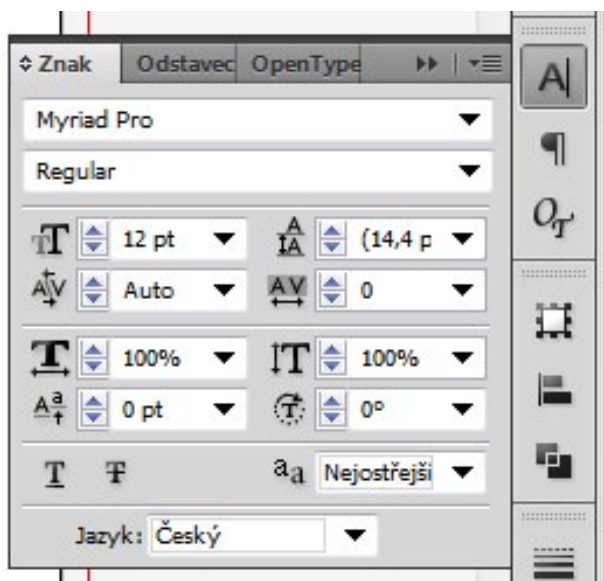 Znak Odstavec OpenType
Myriad Pro
Regular
12 pt (14,4 p
Auto 0
100% 100%
0 pt 0°
Nejostřejší
Jazyk: Český